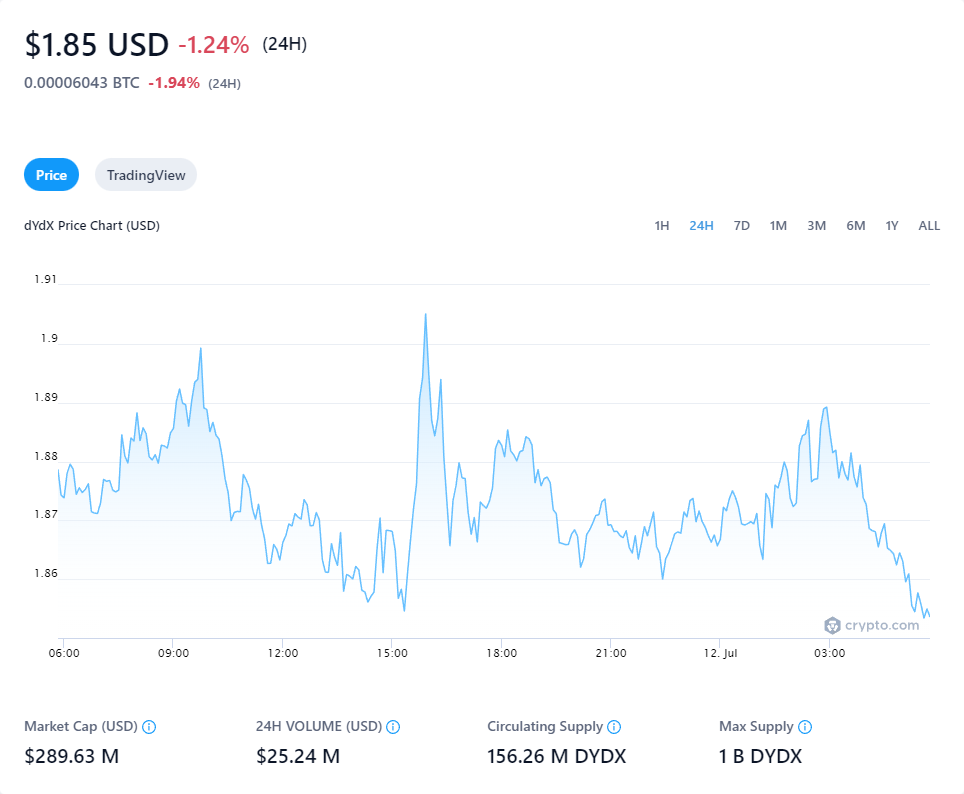 $1.85 USD -1.24% (24H)
0.00006043 BTC -1.94% (24H)
Price TradingView
dYdX Price Chart (USD) 1H 24H 7D 1M 3M 6M 1Y ALL
1.91
1.9
1.89
1.88
1.87
1.86
crypto.com
06:00 09:00 12:00 15:00 18:00 21:00 12. Jul 03:00
Market Cap (USD) 24H VOLUME (USD) Circulating Supply Max Supply
$289.63 M $25.24 M 156.26 M DYDX 1 B DYDX